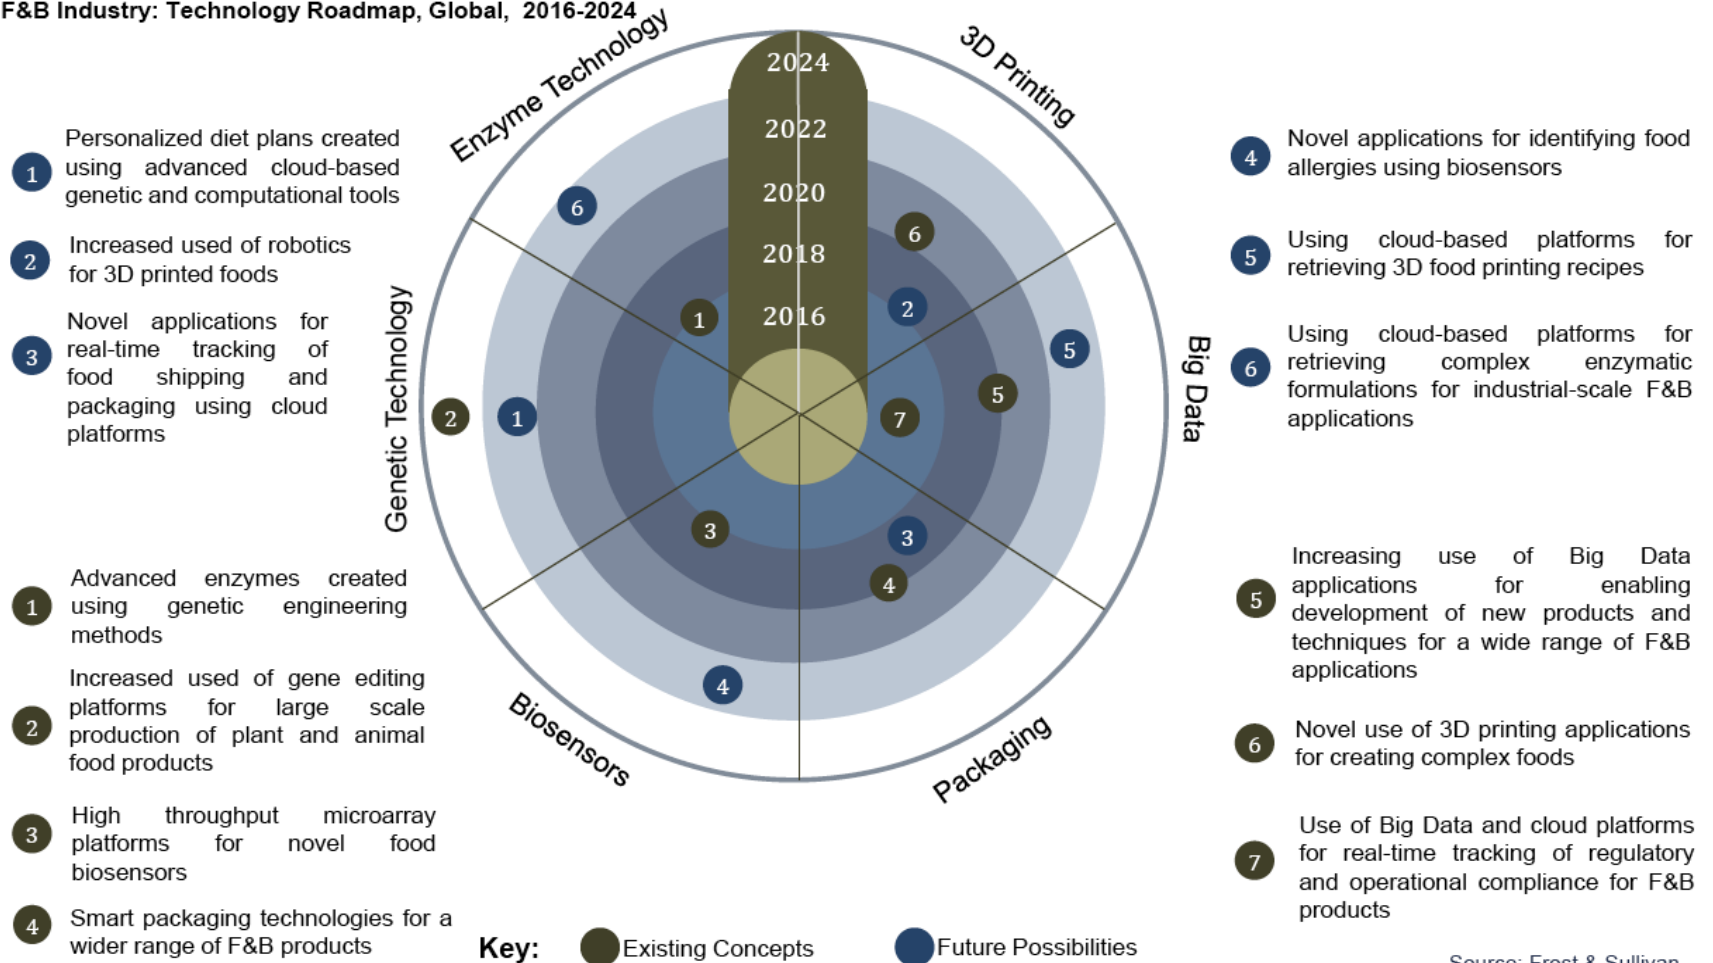 F&B Industry: Technology Roadmap, Global, 2016-2024
Enzyme Technology
3D Printing
Big Data
Packaging
Biosensors
Genetic Technology
2024
2022
2020
2018
2016
6
6
1
2
5
5
7
2
1
3
3
4
4
1
Personalized diet plans created
using advanced cloud-based
genetic and computational tools
2
Increased used of robotics
for 3D printed foods
3
Novel applications for
real-time tracking of
food shipping and
packaging using cloud
platforms
1
Advanced enzymes created
using genetic engineering
methods
2
Increased used of gene editing
platforms for large scale
production of plant and animal
food products
3
High throughput microarray
platforms for novel food
biosensors
4
Smart packaging technologies for a
wider range of F&B products
4
Novel applications for identifying food
allergies using biosensors
5
Using cloud-based platforms for
retrieving 3D food printing recipes
6
Using cloud-based platforms for
retrieving complex enzymatic
formulations for industrial-scale F&B
applications
5
Increasing use of Big Data
applications for enabling
development of new products and
techniques for a wide range of F&B
applications
6
Novel use of 3D printing applications
for creating complex foods
7
Use of Big Data and cloud platforms
for real-time tracking of regulatory
and operational compliance for F&B
products
Key: Existing Concepts Future Possibilities
Source: Frost & Sullivan